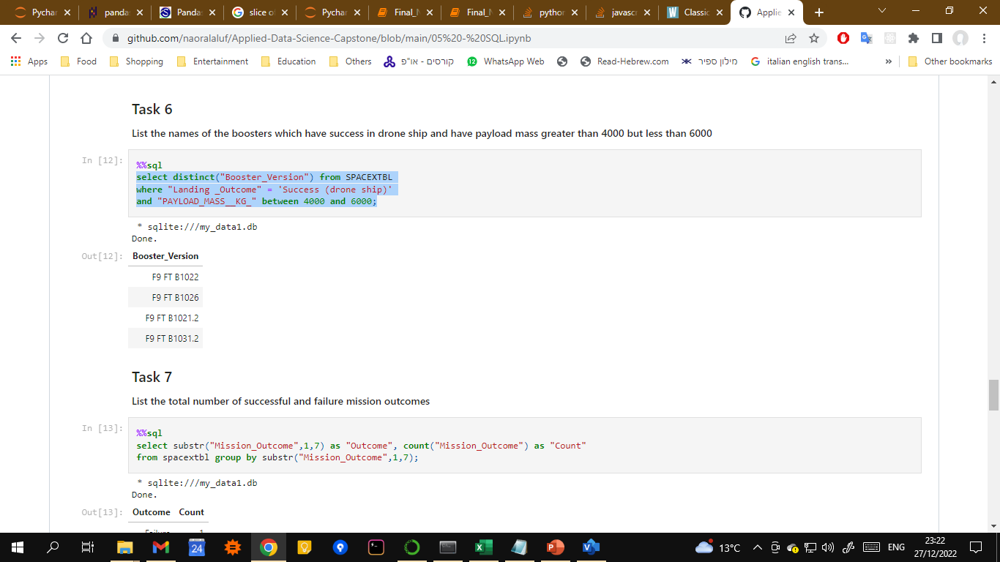 Pychar
panda
Panda
slice o
Pychar
Final_N
Final_N
python
javascr
Classic
Applie
github.com/naoralaluf/Applied-Data-Science-Capstone/blob/main/05%20-%20SQL.ipynb
Apps Food Shopping Entertainment Education Others קורסים - או"פ 12 WhatsApp Web Read-Hebrew.com מילון ספיר italian english trans... » Other bookmarks
Task 6
List the names of the boosters which have success in drone ship and have payload mass greater than 4000 but less than 6000
In [12]:
%%sql
select distinct("Booster_Version") from SPACEXTBL
where "Landing _Outcome" = 'Success (drone ship)'
and "PAYLOAD_MASS__KG_" between 4000 and 6000;
* sqlite:///my_data1.db
Done.
Out[12]: Booster_Version
F9 FT B1022
F9 FT B1026
F9 FT B1021.2
F9 FT B1031.2
Task 7
List the total number of successful and failure mission outcomes
In [13]:
%%sql
select substr("Mission_Outcome",1,7) as "Outcome", count("Mission_Outcome") as "Count"
from spacextbl group by substr("Mission_Outcome",1,7);
* sqlite:///my_data1.db
Done.
Out[13]: Outcome Count
Failure 1
24
13°C
ENG
23:22
27/12/2022